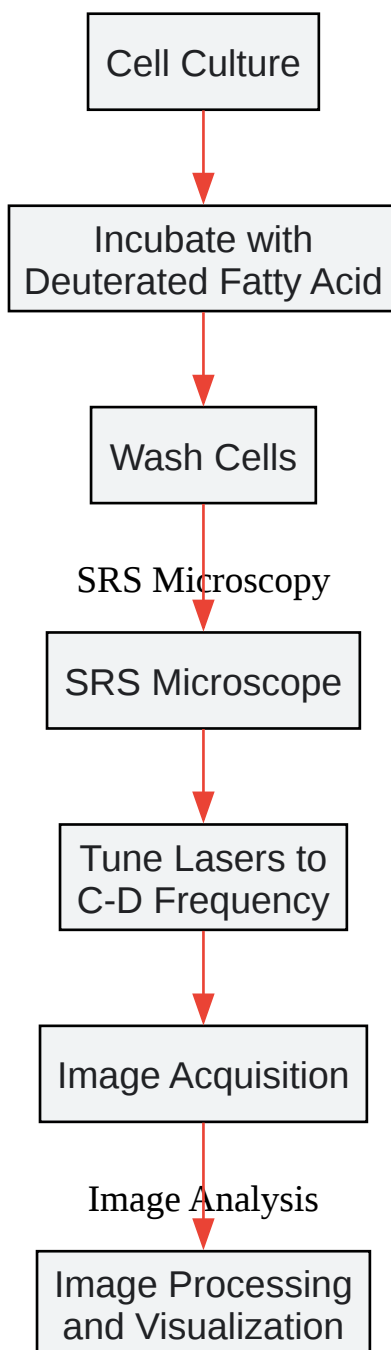 Cell Culture
Incubate with
Deuterated Fatty Acid
Wash Cells
SRS Microscopy
SRS Microscope
Tune Lasers to
C-D Frequency
Image Acquisition
Image Analysis
Image Processing
and Visualization